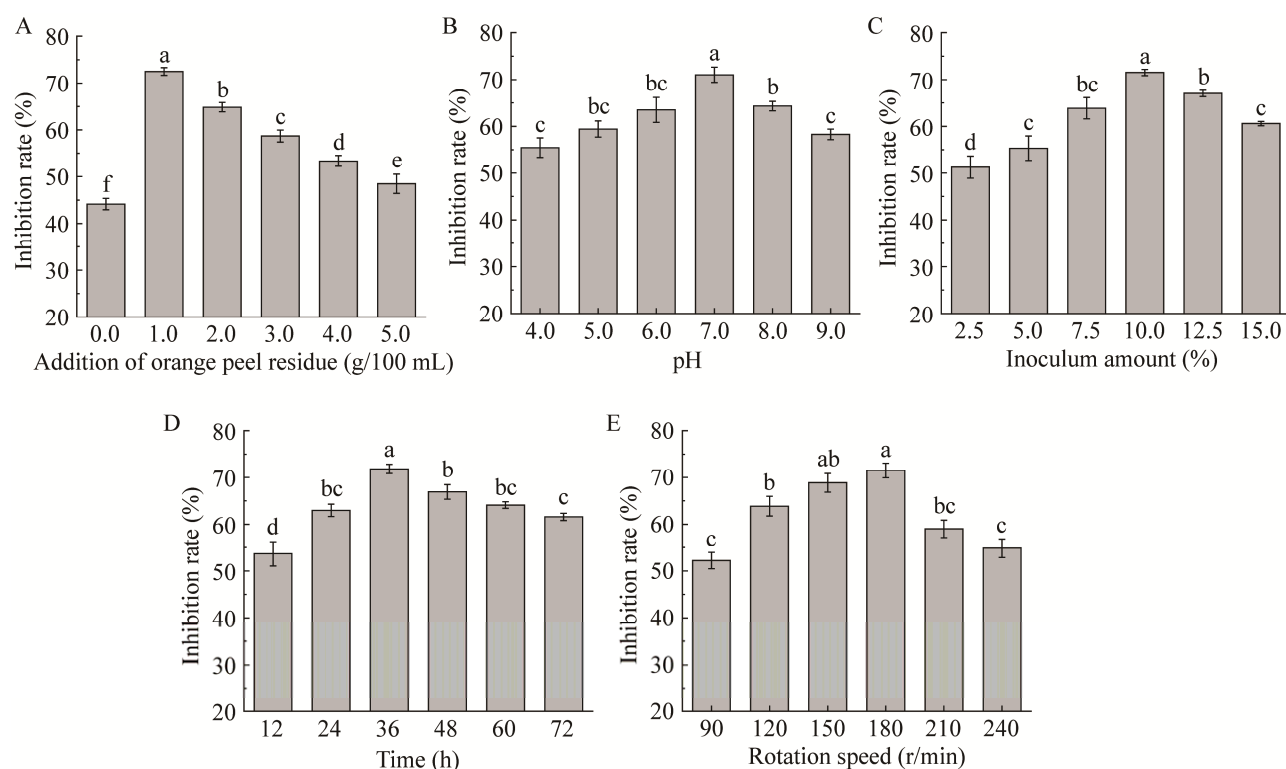 A
80
70
60
50
40
30
20
Inhibition rate (%)
f
a
b
c
d
e
0.0 1.0 2.0 3.0 4.0 5.0
Addition of orange peel residue (g/100 mL)
B
80
70
60
50
40
30
20
Inhibition rate (%)
c
bc
bc
a
b
c
4.0 5.0 6.0 7.0 8.0 9.0
pH
C
80
70
60
50
40
30
20
Inhibition rate (%)
d
c
bc
a
b
c
2.5 5.0 7.5 10.0 12.5 15.0
Inoculum amount (%)
D
80
70
60
50
40
30
20
Inhibition rate (%)
d
bc
a
b
bc
c
12 24 36 48 60 72
Time (h)
E
80
70
60
50
40
30
20
Inhibition rate (%)
c
b
ab
a
bc
c
90 120 150 180 210 240
Rotation speed (r/min)